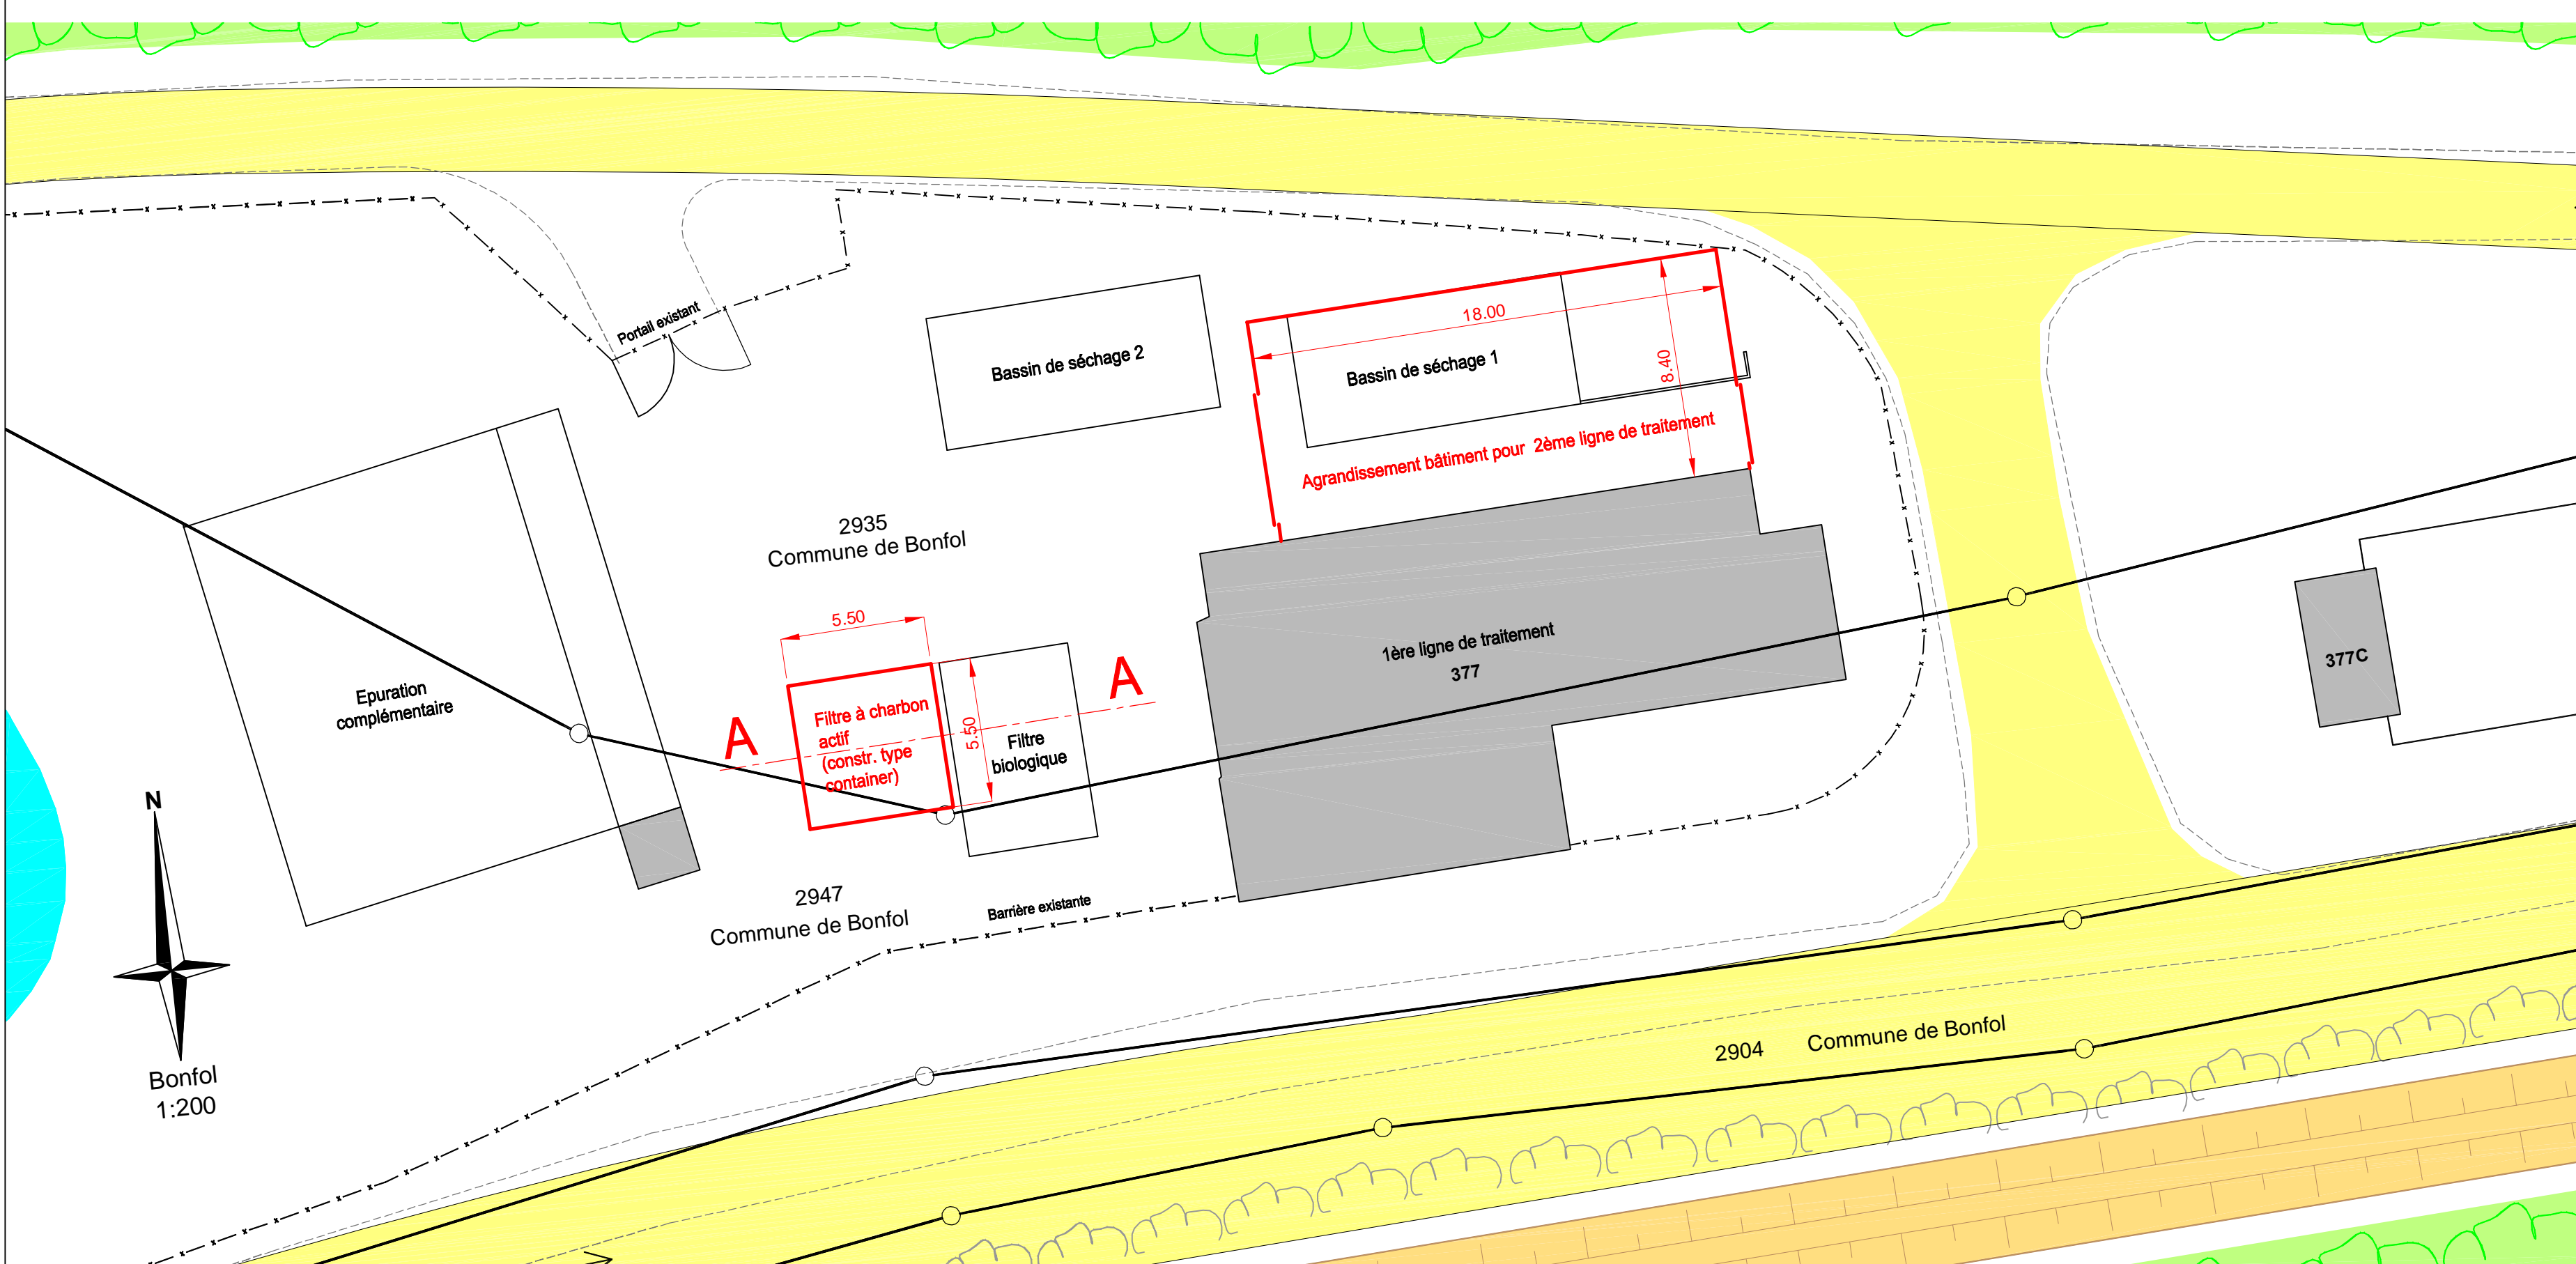 Portail existant
Bassin de séchage 2
18.00
Bassin de séchage 1
8.40
Agrandissement bâtiment pour 2ème ligne de traitement
2935
Commune de Bonfol
5.50
A
A
1ère ligne de traitement
377
377C
Epuration
complémentaire
Filtre à charbon
actif
(constr. type
container)
5.50
Filtre
biologique
N
2947
Commune de Bonfol
Barrière existante
2904 Commune de Bonfol
Bonfol
1:200